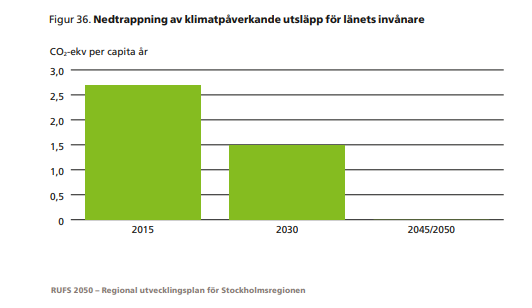 Figur 36. Nedtrappning av klimatpåverkande utsläpp för länets invånare
CO₂-ekv per capita år
3,0
2,5
2,0
1,5
1,0
0,5
0
2015 2030 2045/2050
RUFS 2050 – Regional utvecklingsplan för Stockholmsregionen